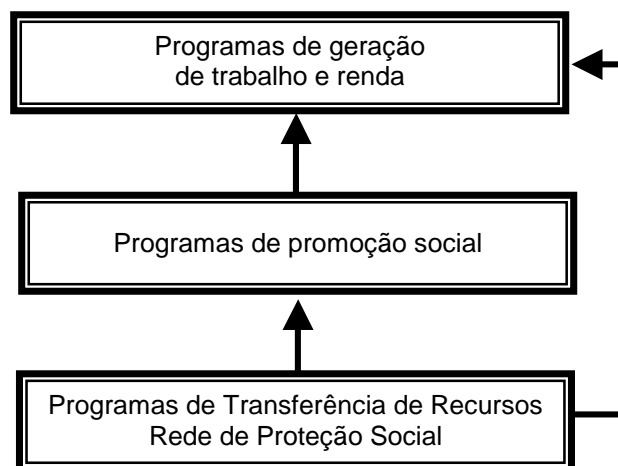 Programas de geração
de trabalho e renda
Programas de promoção social
Programas de Transferência de Recursos
Rede de Proteção Social